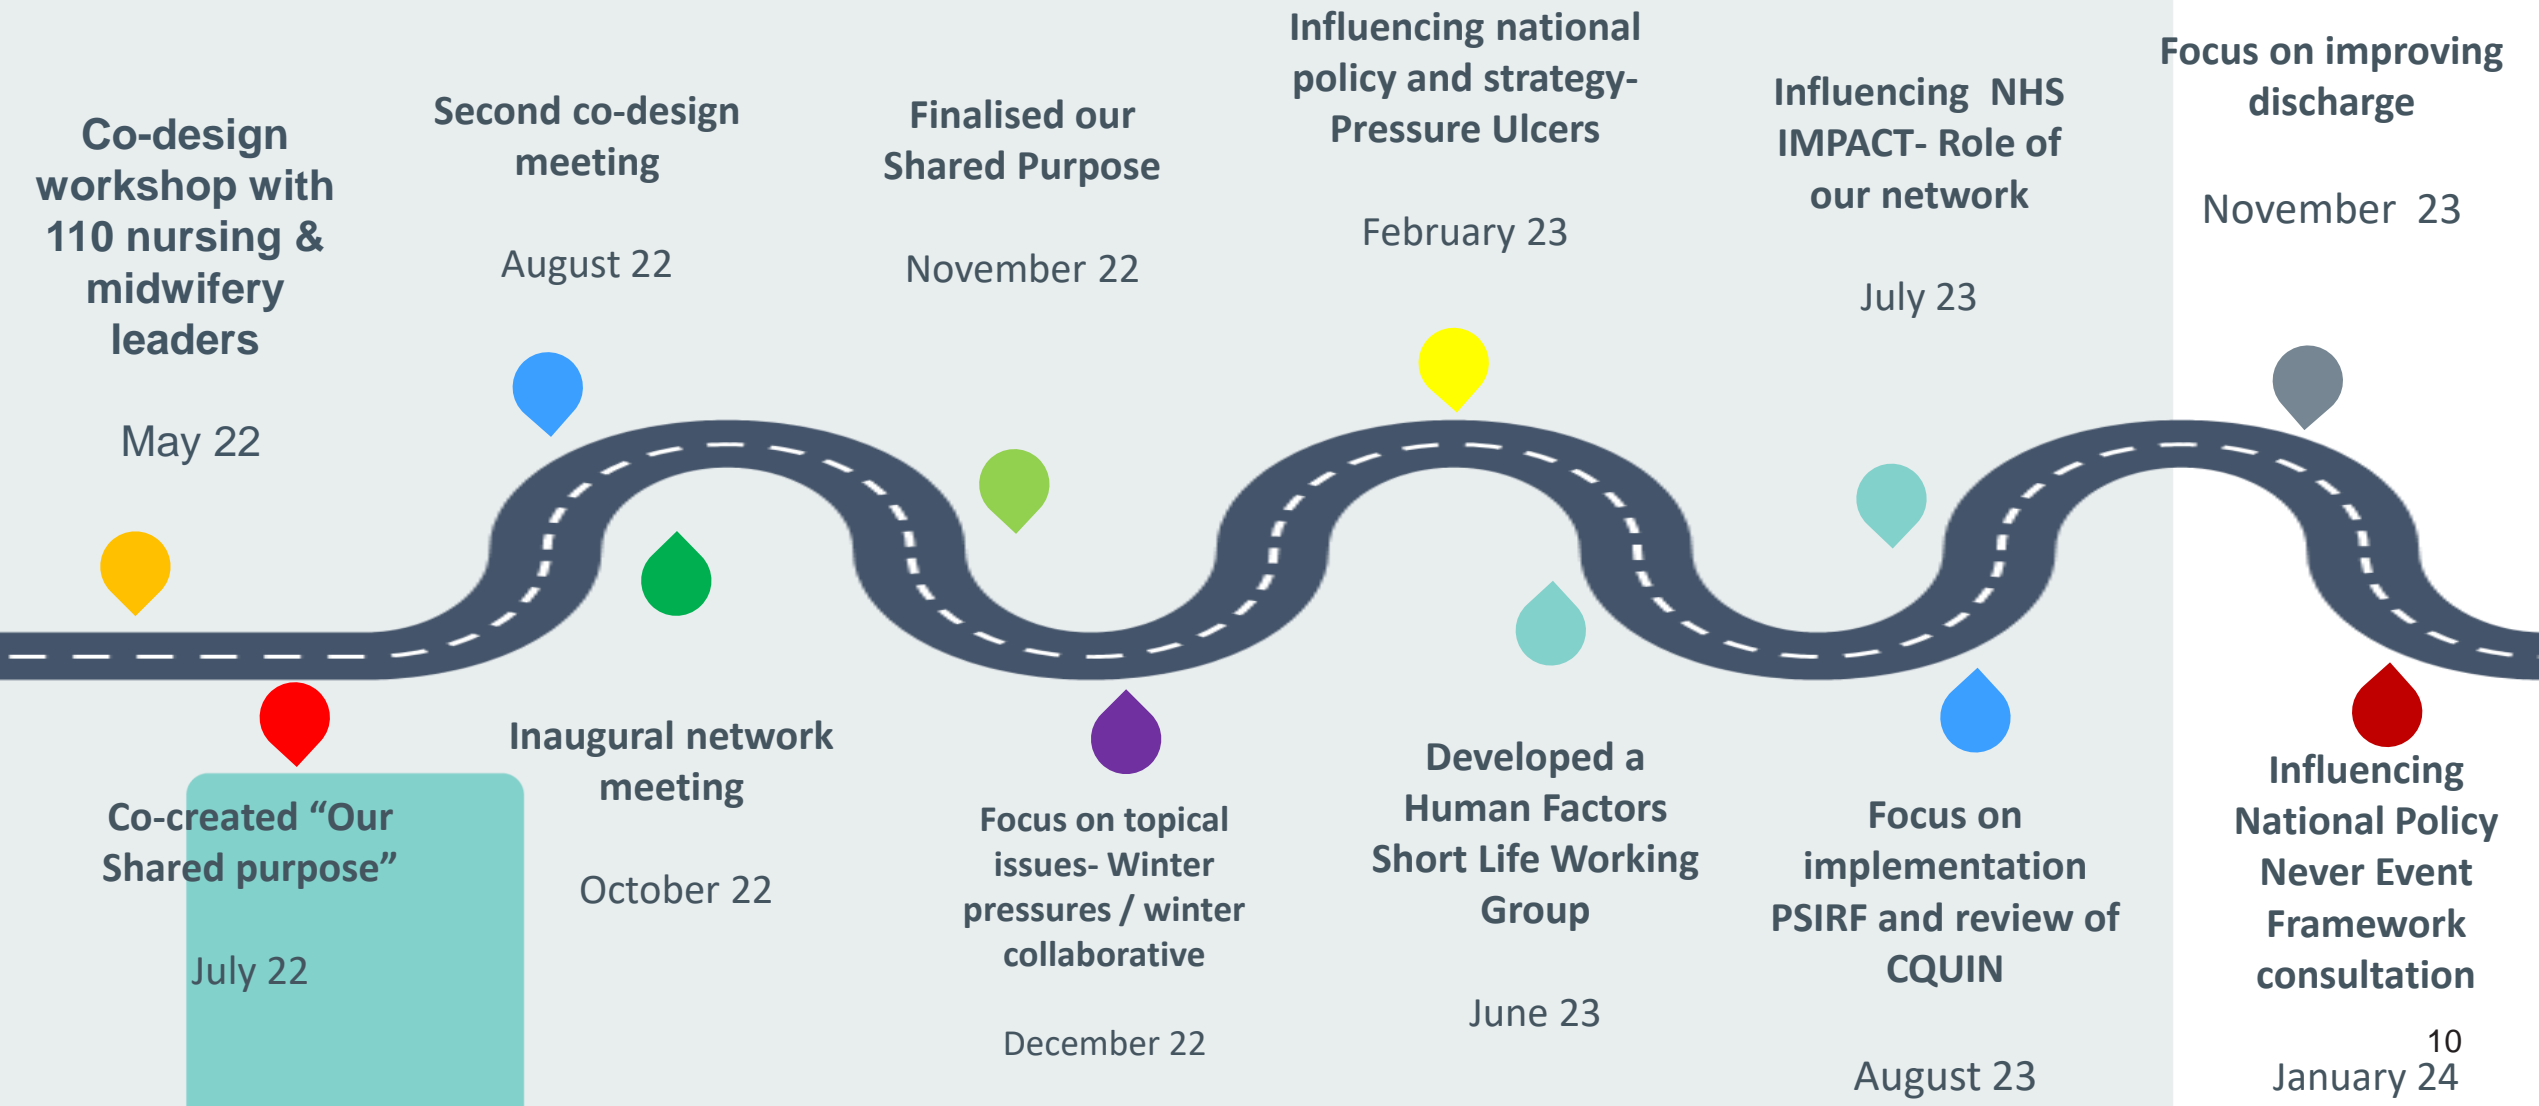 Co-design
workshop with
110 nursing &
midwifery
leaders
May 22
Co-created “Our
Shared purpose”
July 22
Second co-design
meeting
August 22
Inaugural network
meeting
October 22
Finalised our
Shared Purpose
November 22
Focus on topical
issues- Winter
pressures / winter
collaborative
December 22
Influencing national
policy and strategy-
Pressure Ulcers
February 23
Developed a
Human Factors
Short Life Working
Group
June 23
Influencing NHS
IMPACT- Role of
our network
July 23
Focus on
implementation
PSIRF and review of
CQUIN
August 23
Focus on improving
discharge
November 23
Influencing
National Policy
Never Event
Framework
consultation
January 24
10